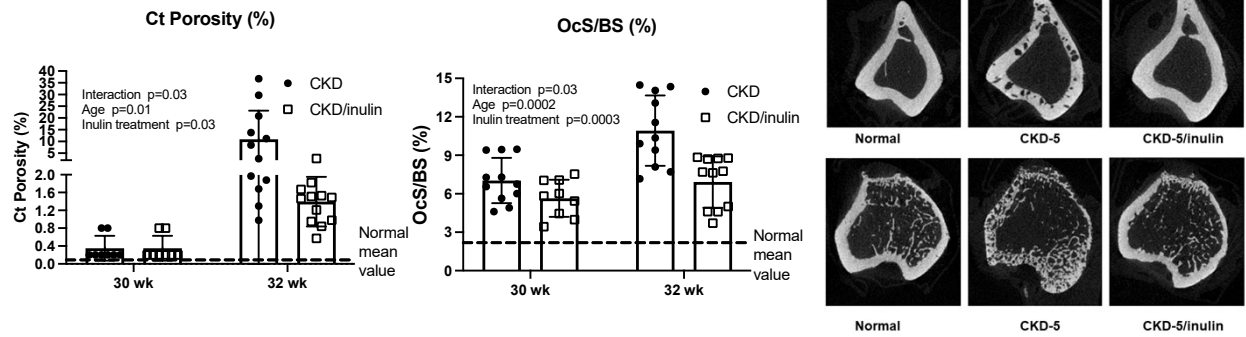 Ct Porosity (%)
Ct Porosity (%)
40
35
30
25
20
15
10
5
2.0
1.6
1.2
0.8
0.4
0.0
Interaction p=0.03
Age p=0.01
Inulin treatment p=0.03
CKD
CKD/inulin
Normal
mean
value
30 wk
32 wk
OcS/BS (%)
OcS/BS (%)
15
12
9
6
3
0
Interaction p=0.03
Age p=0.0002
Inulin treatment p=0.0003
CKD
CKD/inulin
Normal
mean
value
30 wk
32 wk
Normal
CKD-5
CKD-5/inulin
Normal
CKD-5
CKD-5/inulin